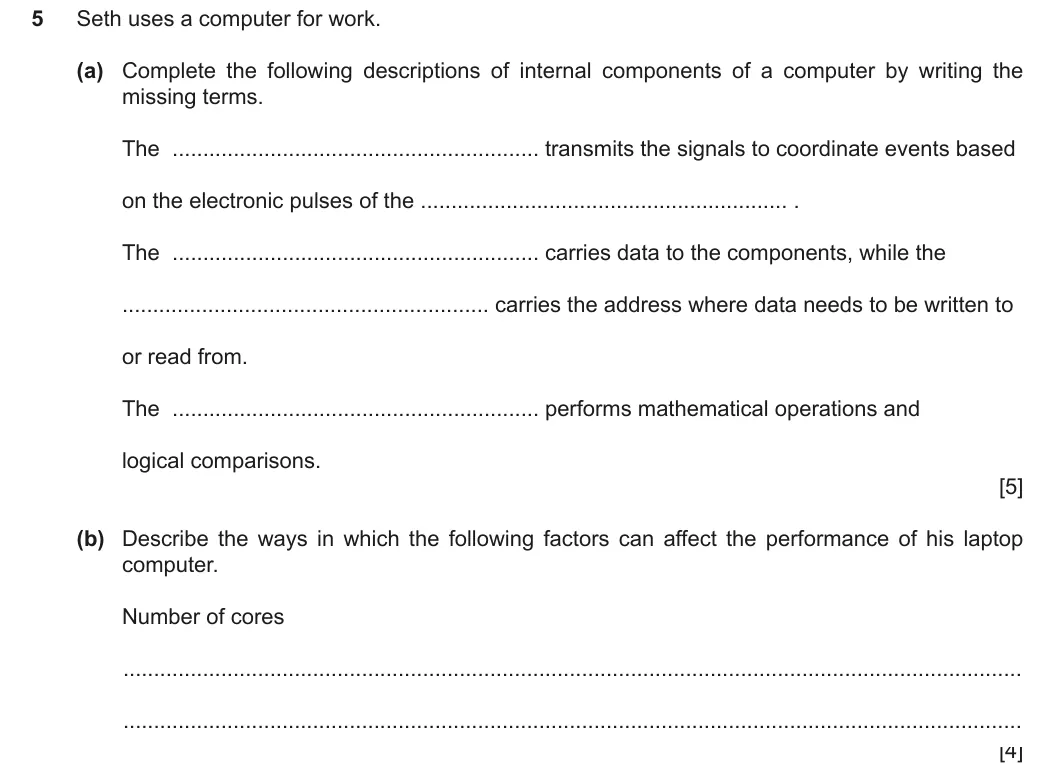 5 Seth uses a computer for work.
(a) Complete the following descriptions of internal components of a computer by writing the
missing terms.
The ............................................................ transmits the signals to coordinate events based
on the electronic pulses of the ............................................................ .
The ............................................................ carries data to the components, while the
............................................................ carries the address where data needs to be written to
or read from.
The ............................................................ performs mathematical operations and
logical comparisons.
[5]
(b) Describe the ways in which the following factors can affect the performance of his laptop
computer.
Number of cores
....................................................................................................................................................
....................................................................................................................................................
[4]